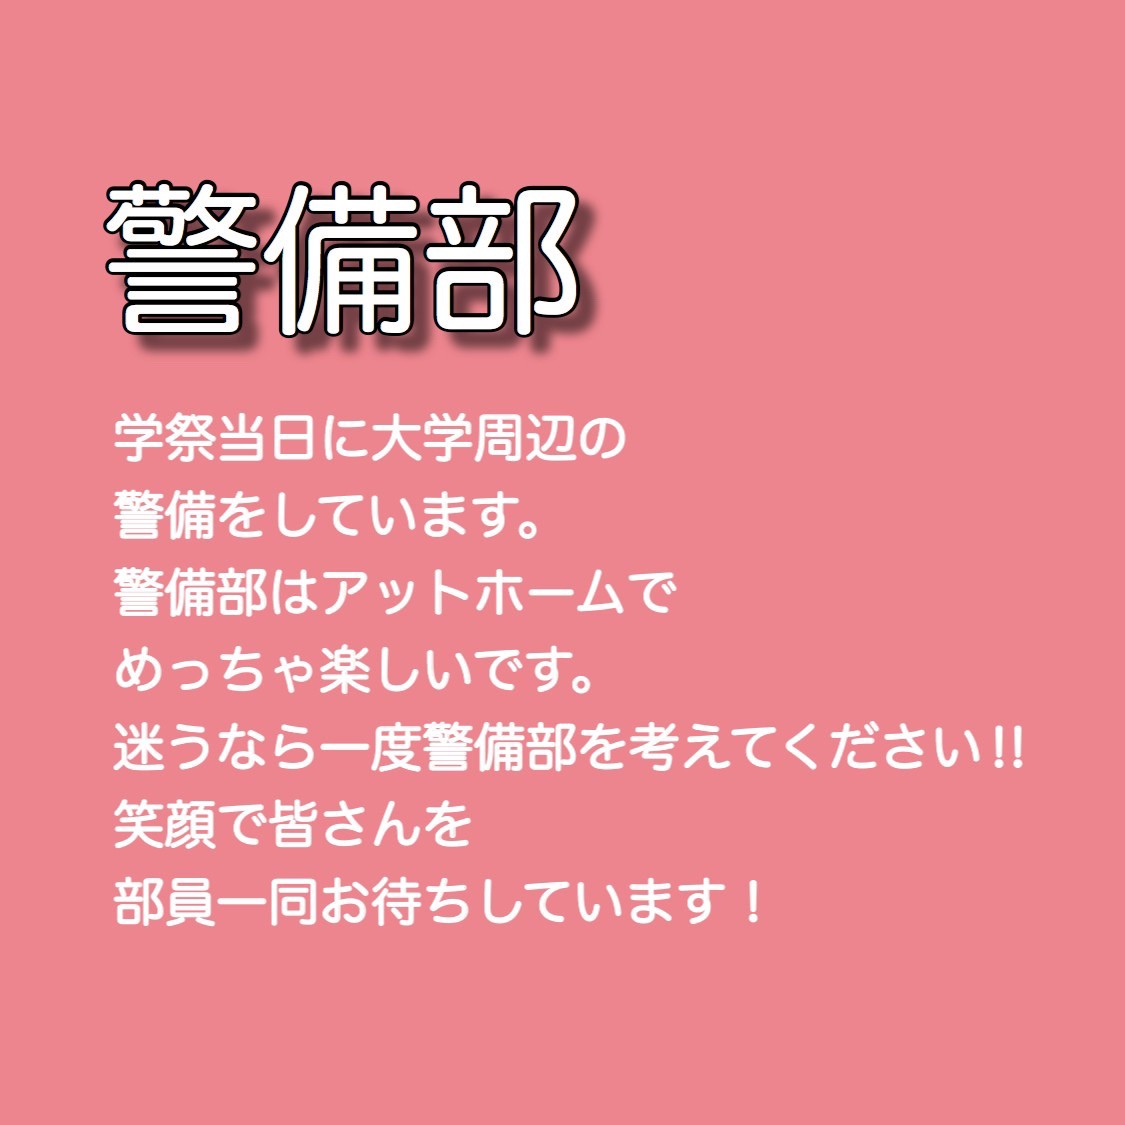 警備部
学祭当日に大学周辺の
警備をしています。
警備部はアットホームで
めっちゃ楽しいです。
迷うなら一度警備部を考えてください!!
笑顔で皆さんを
部員一同お待ちしています！